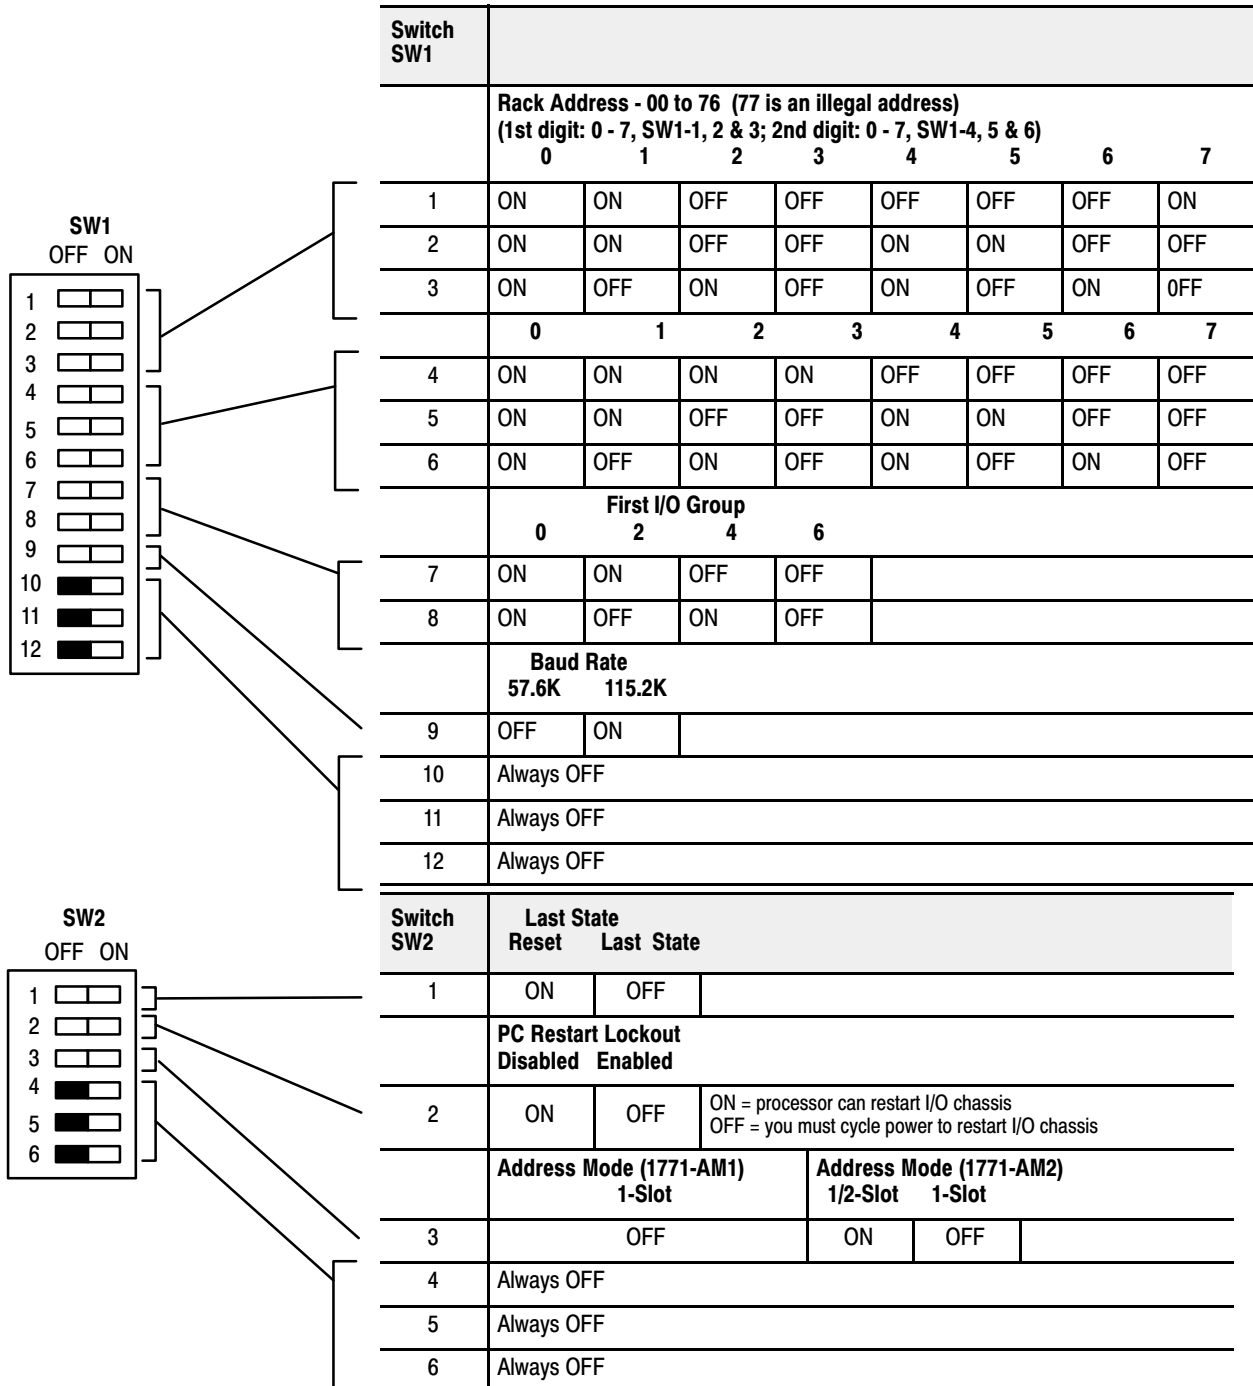 Switch
SW1
Rack Address - 00 to 76 (77 is an illegal address)
(1st digit: 0 - 7, SW1-1, 2 & 3; 2nd digit: 0 - 7, SW1-4, 5 & 6)
0 1 2 3 4 5 6 7
1 ON ON OFF OFF OFF OFF OFF ON
2 ON ON OFF OFF ON ON OFF OFF
3 ON OFF ON OFF ON OFF ON 0FF
0 1 2 3 4 5 6 7
4 ON ON ON ON OFF OFF OFF OFF
5 ON ON OFF OFF ON ON OFF OFF
6 ON OFF ON OFF ON OFF ON OFF
First I/O Group
0 2 4 6
7 ON ON OFF OFF
8 ON OFF ON OFF
Baud Rate
57.6K 115.2K
9 OFF ON
10 Always OFF
11 Always OFF
12 Always OFF
SW1
OFF ON
1
2
3
4
5
6
7
8
9
10
11
12
Switch
SW2
Last State
Reset Last State
1 ON OFF
PC Restart Lockout
Disabled Enabled
2 ON OFF
ON = processor can restart I/O chassis
OFF = you must cycle power to restart I/O chassis
Address Mode (1771-AM1)
1-Slot
Address Mode (1771-AM2)
1/2-Slot 1-Slot
3 OFF ON OFF
4 Always OFF
5 Always OFF
6 Always OFF
SW2
OFF ON
1
2
3
4
5
6